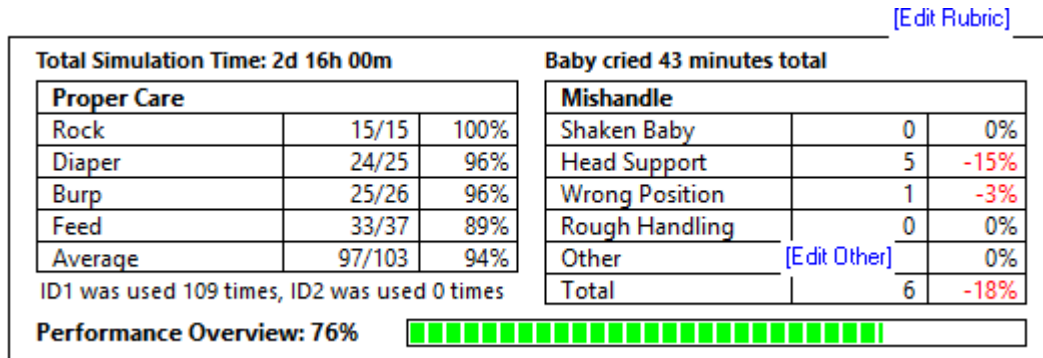 [Edit Rubric]
Total Simulation Time: 2d 16h 00m
Proper Care
Rock 15/15 100%
Diaper 24/25 96%
Burp 25/26 96%
Feed 33/37 89%
Average 97/103 94%
ID1 was used 109 times, ID2 was used 0 times
Baby cried 43 minutes total
Mishandle
Shaken Baby 0 0%
Head Support 5 -15%
Wrong Position 1 -3%
Rough Handling 0 0%
Other [Edit Other] 0%
Total 6 -18%
Performance Overview: 76%